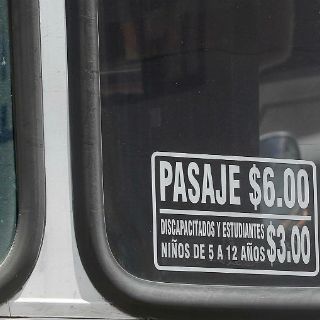 PASAJE $6.00
DISCAPACITADOS Y ESTUDIANTES
NIÑOS DE 5 A 12 AÑOS $3.00